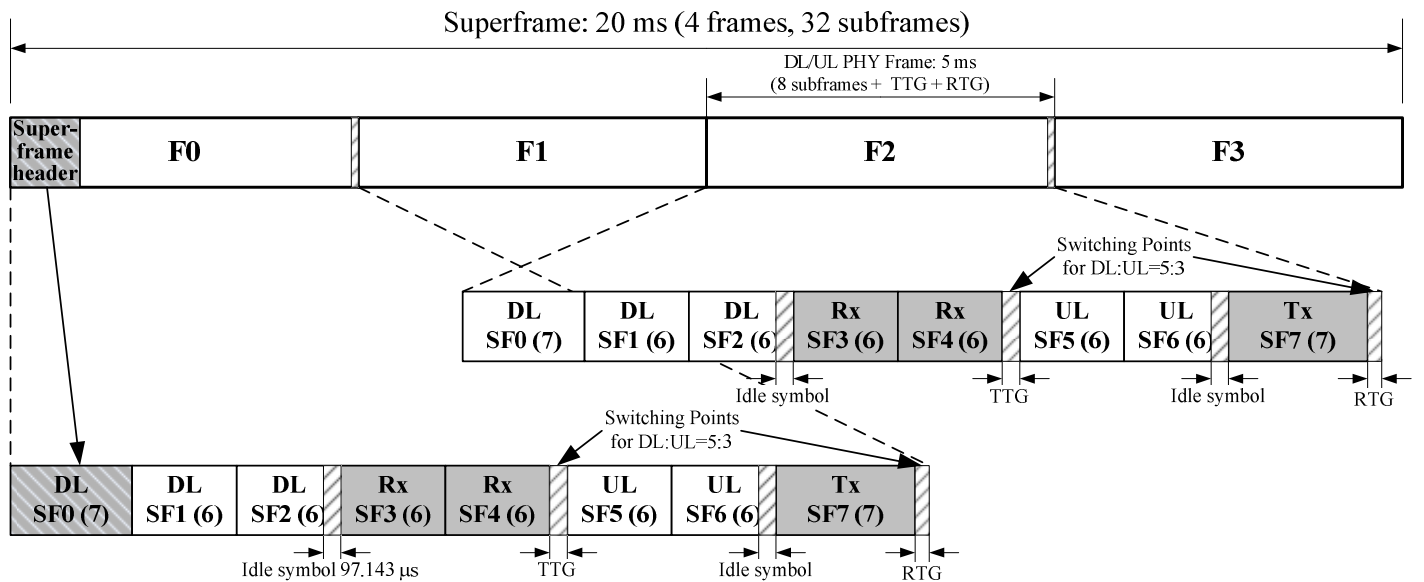 Superframe: 20 ms (4 frames, 32 subframes)
DL/UL PHY Frame: 5 ms
(8 subframes + TTG + RTG)
Super-
frame
header
F0
F1
F2
F3
Switching Points
for DL:UL=5:3
DL
SF0 (7)
DL
SF1 (6)
DL
SF2 (6)
Rx
SF3 (6)
Rx
SF4 (6)
UL
SF5 (6)
UL
SF6 (6)
Tx
SF7 (7)
Idle symbol
TTG
Idle symbol
RTG
Switching Points
for DL:UL=5:3
DL
SF0 (7)
DL
SF1 (6)
DL
SF2 (6)
Rx
SF3 (6)
Rx
SF4 (6)
UL
SF5 (6)
UL
SF6 (6)
Tx
SF7 (7)
Idle symbol 97.143 μs
TTG
Idle symbol
RTG